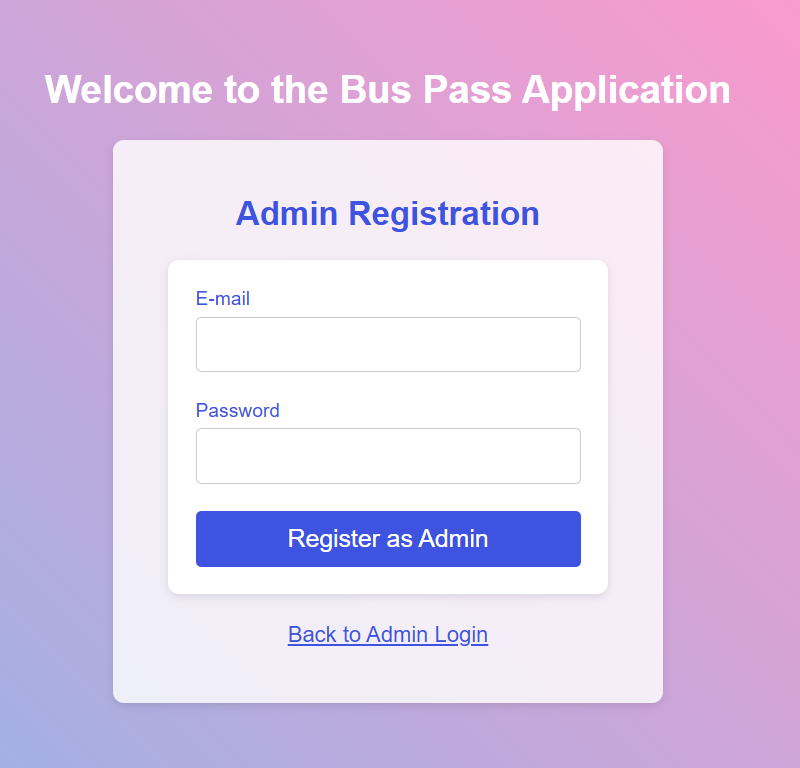 Welcome to the Bus Pass Application
Admin Registration
E-mail
Password
Register as Admin
Back to Admin Login